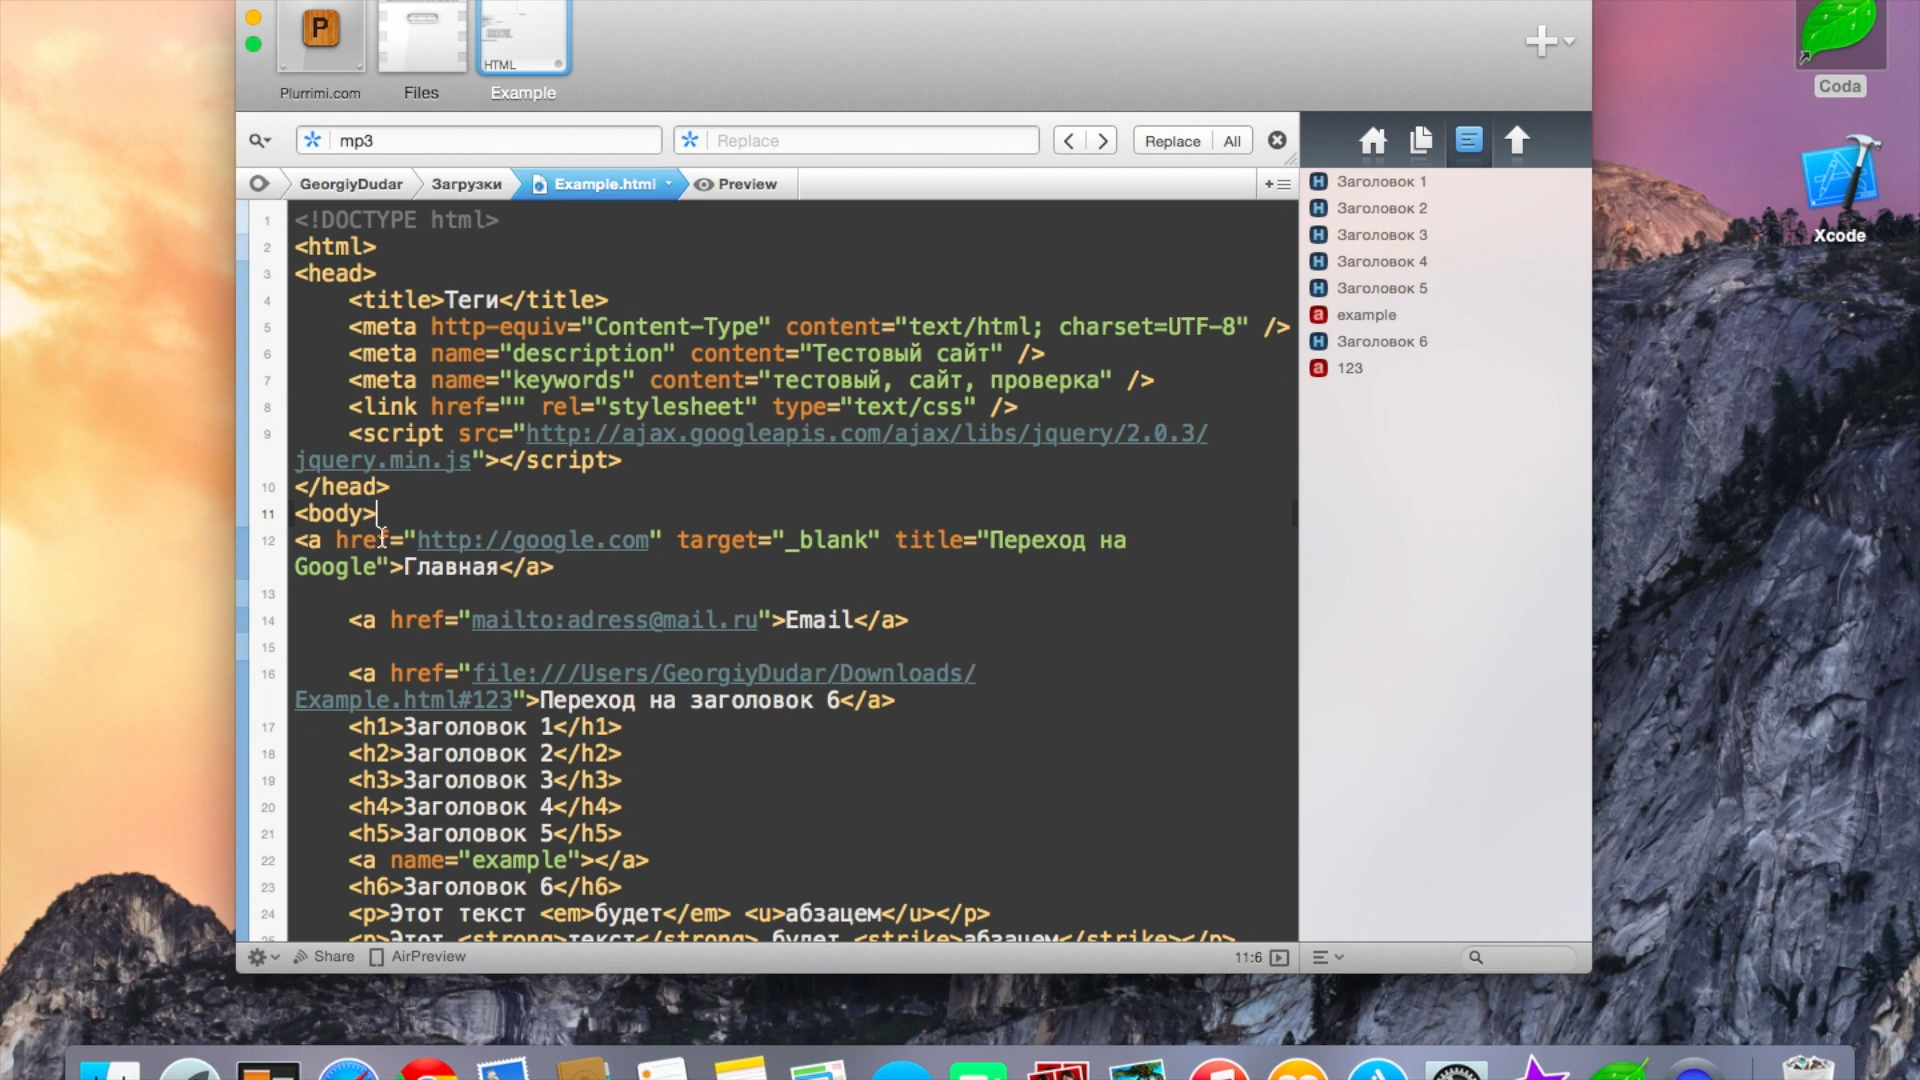 P
HTML
Plurrimi.com
Files
Example
Coda
mp3
Replace
Replace
All
GeorgiyDudar
Загрузки
Example.html
Preview
1 <!DOCTYPE html>
2 <html>
3 <head>
4 <title>Теги</title>
5 <meta http-equiv="Content-Type" content="text/html; charset=UTF-8" />
6 <meta name="description" content="Тестовый сайт" />
7 <meta name="keywords" content="тестовый, сайт, проверка" />
8 <link href="" rel="stylesheet" type="text/css" />
9 <script src="http://ajax.googleapis.com/ajax/libs/jquery/2.0.3/
jquery.min.js"></script>
10 </head>
11 <body>
12 <a href="http://google.com" target="_blank" title="Переход на
Google">Главная</a>
13
14 <a href="mailto:adress@mail.ru">Email</a>
15
16 <a href="file:///Users/GeorgiyDudar/Downloads/
Example.html#123">Переход на заголовок 6</a>
17 <h1>Заголовок 1</h1>
18 <h2>Заголовок 2</h2>
19 <h3>Заголовок 3</h3>
20 <h4>Заголовок 4</h4>
21 <h5>Заголовок 5</h5>
22 <a name="example"></a>
23 <h6>Заголовок 6</h6>
24 <p>Этот текст <em>будет</em> <u>абзацем</u></p>
25 <p>Этот <strong>текст</strong> будет <strike>абзацем</strike></p>
H Заголовок 1
H Заголовок 2
H Заголовок 3
H Заголовок 4
H Заголовок 5
a example
H Заголовок 6
a 123
Xcode
Share
AirPreview
11:6